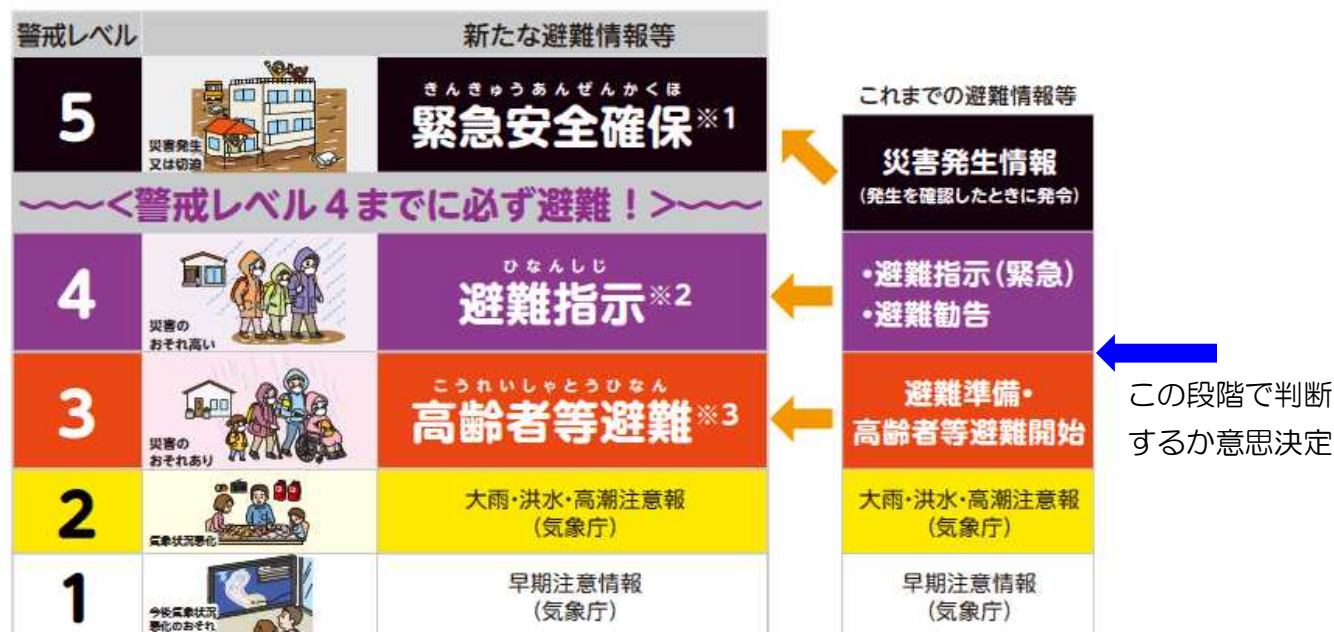 警戒レベル
新たな避難情報等
5
災害発生
又は切迫
きんきゅうあんぜんかくほ
緊急安全確保※1
〜〜〜<警戒レベル4までに必ず避難！>〜〜〜
4
災害の
おそれ高い
ひなんしじ
避難指示※2
3
災害の
おそれあり
こうれいしゃとうひなん
高齢者等避難※3
2
気象状況悪化
大雨・洪水・高潮注意報
(気象庁)
1
今後気象状況
悪化のおそれ
早期注意情報
(気象庁)
これまでの避難情報等
災害発生情報
(発生を確認したときに発令)
・避難指示(緊急)
・避難勧告
避難準備・
高齢者等避難開始
大雨・洪水・高潮注意報
(気象庁)
早期注意情報
(気象庁)
この段階で判断
するか意思決定